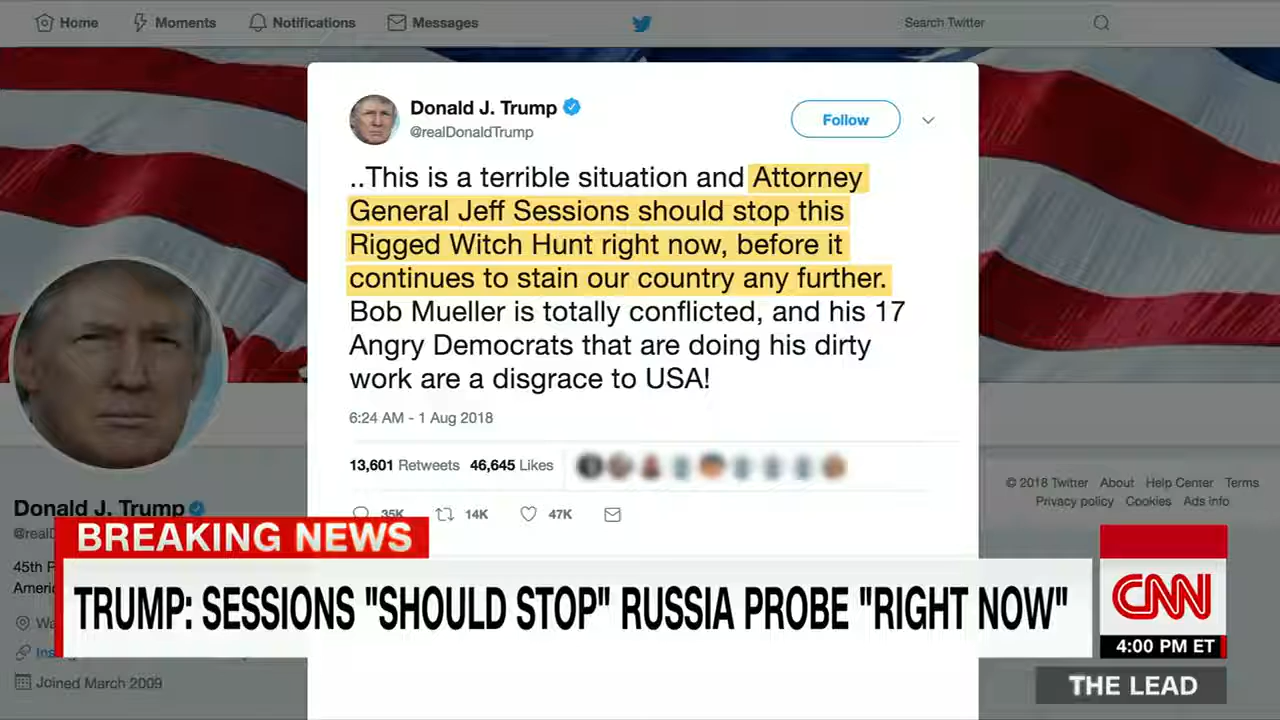 Home Moments Notifications Messages Search Twitter
Donald J. Trump
@realDonaldTrump
Follow
..This is a terrible situation and Attorney
General Jeff Sessions should stop this
Rigged Witch Hunt right now, before it
continues to stain our country any further.
Bob Mueller is totally conflicted, and his 17
Angry Democrats that are doing his dirty
work are a disgrace to USA!
6:24 AM - 1 Aug 2018
13,601 Retweets 46,645 Likes
35K 14K 47K
Donald J. Trump
@real
45th
Joined March 2009
© 2018 Twitter About Help Center Terms
Privacy policy Cookies Ads info
BREAKING NEWS
TRUMP: SESSIONS "SHOULD STOP" RUSSIA PROBE "RIGHT NOW"
CNN
4:00 PM ET
THE LEAD